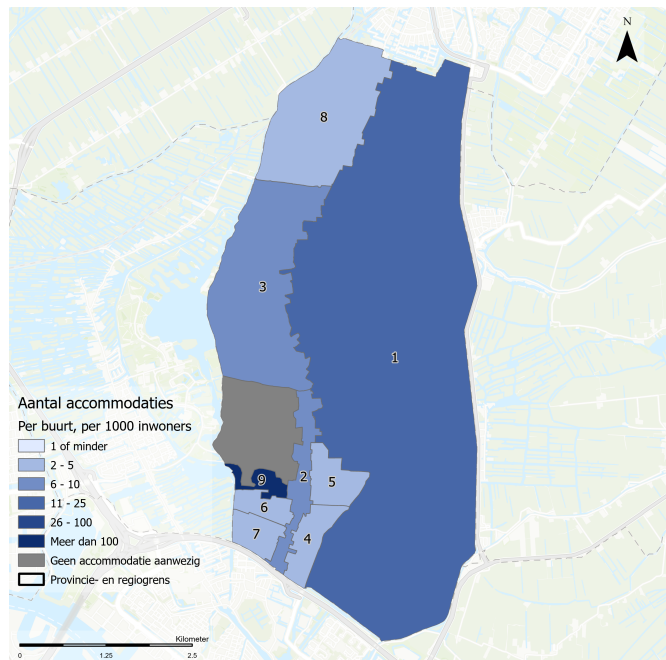 N
8
3
1
Aantal accommodaties
Per buurt, per 1000 inwoners
1 of minder
2 - 5
6 - 10
11 - 25
26 - 100
Meer dan 100
Geen accommodatie aanwezig
Provincie- en regiogrens
2
5
9
6
7
4
Kilometer
0 1.25 2.5